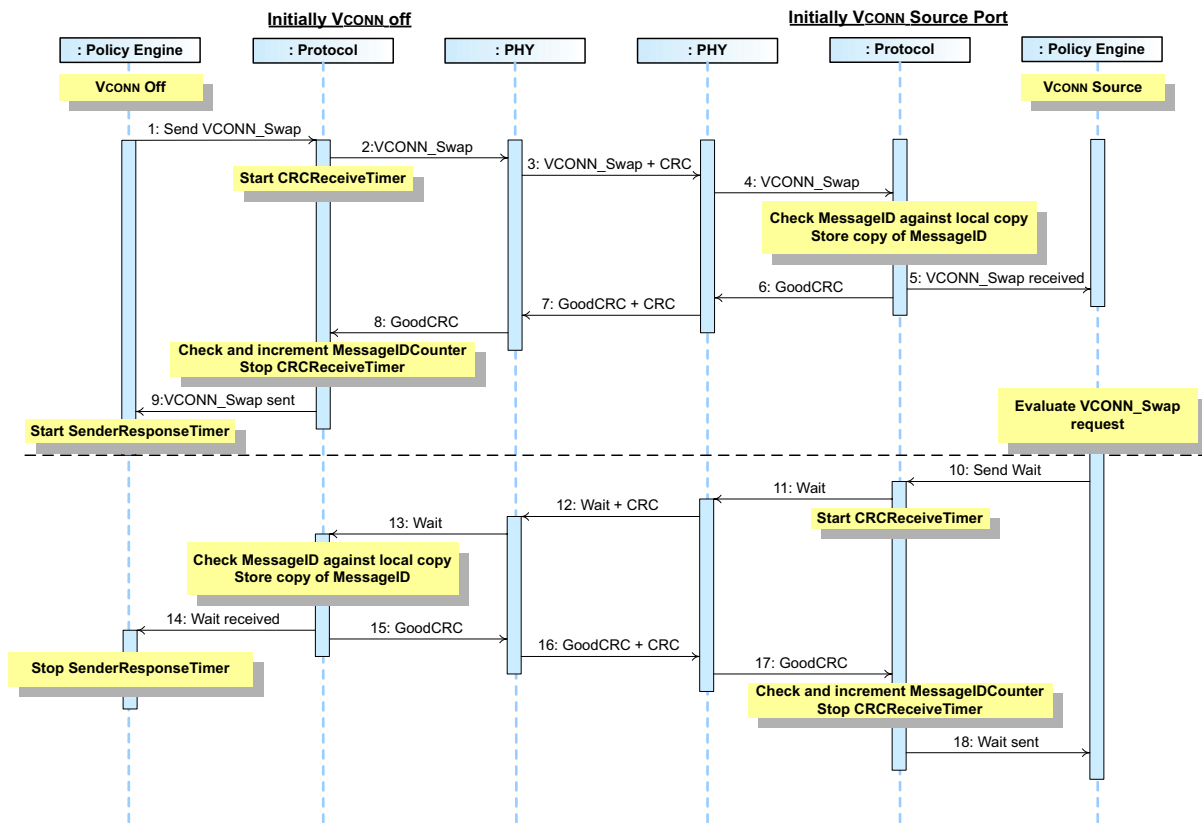 Initially VCONN off
Initially VCONN Source Port
: Policy Engine
: Protocol
: PHY
: PHY
: Protocol
: Policy Engine
VCONN Off
VCONN Source
1: Send VCONN_Swap
2:VCONN_Swap
Start CRCReceiveTimer
3: VCONN_Swap + CRC
4: VCONN_Swap
Check MessageID against local copy
Store copy of MessageID
5: VCONN_Swap received
6: GoodCRC
7: GoodCRC + CRC
8: GoodCRC
Check and increment MessageIDCounter
Stop CRCReceiveTimer
9:VCONN_Swap sent
Start SenderResponseTimer
Evaluate VCONN_Swap
request
10: Send Wait
11: Wait
Start CRCReceiveTimer
12: Wait + CRC
13: Wait
Check MessageID against local copy
Store copy of MessageID
14: Wait received
15: GoodCRC
Stop SenderResponseTimer
16: GoodCRC + CRC
17: GoodCRC
Check and increment MessageIDCounter
Stop CRCReceiveTimer
18: Wait sent